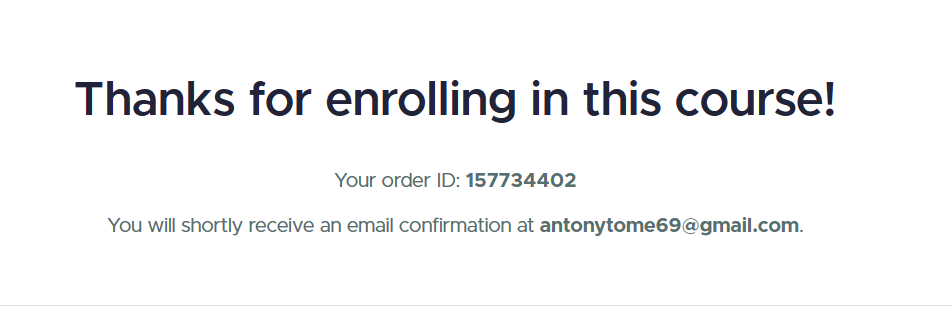 Thanks for enrolling in this course!
Your order ID: 157734402
You will shortly receive an email confirmation at antonytome69@gmail.com.